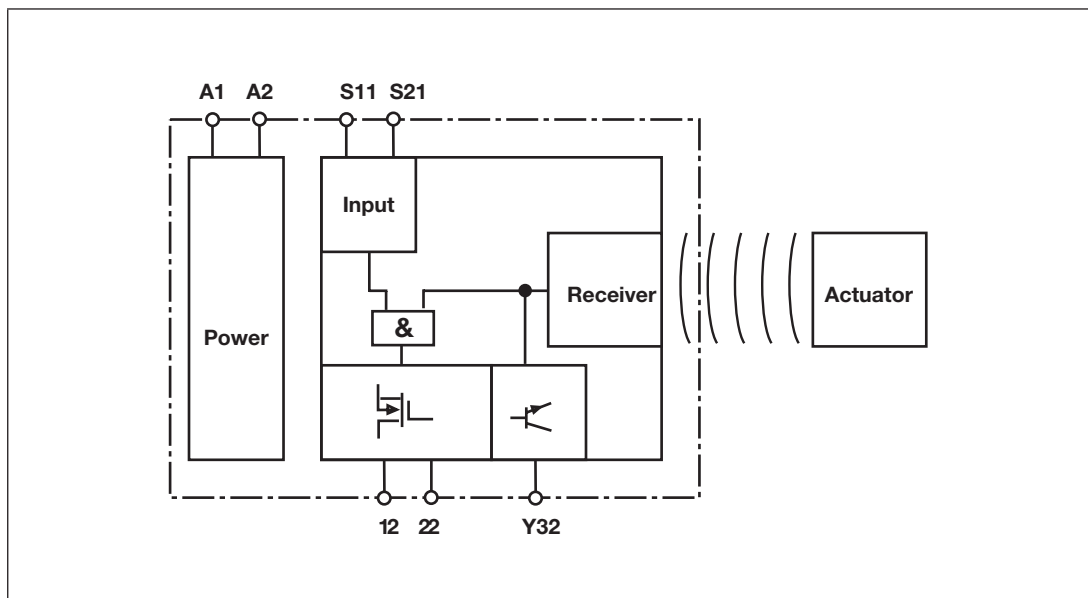 A1 A2 S11 S21
Input
Receiver
Actuator
&
Power
12 22 Y32